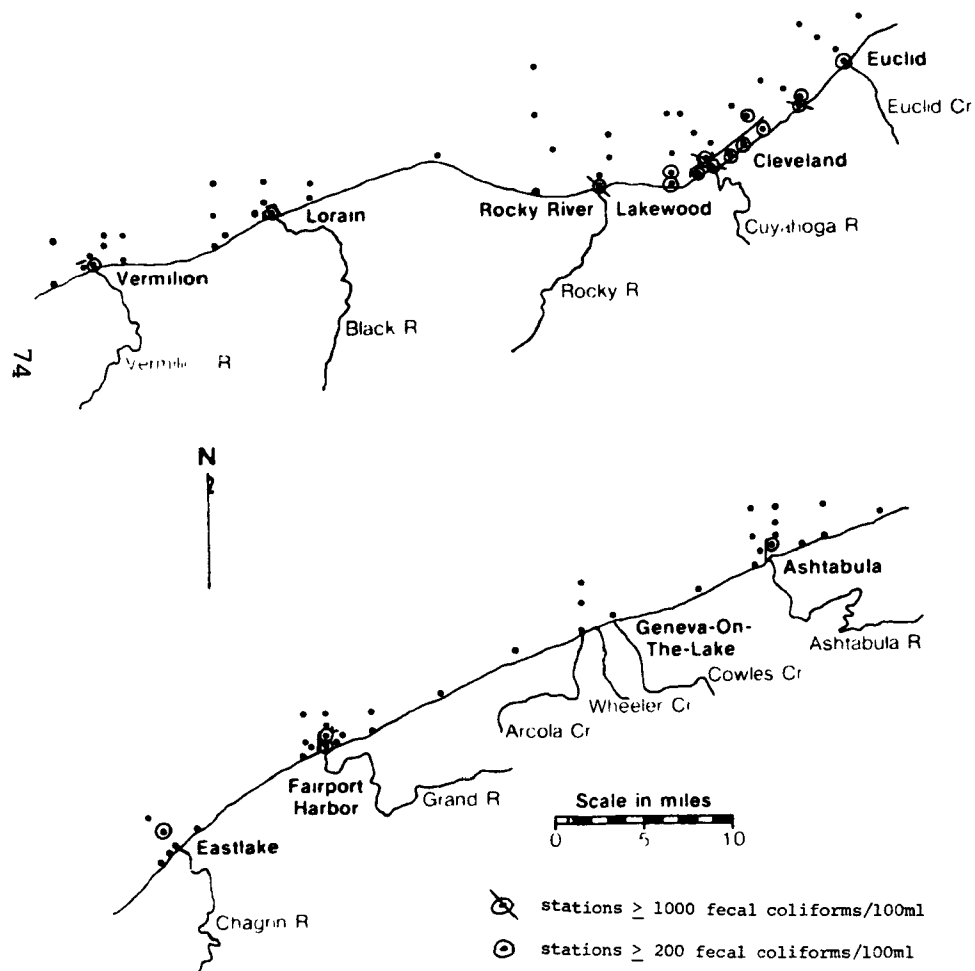 Euclid
Euclid Cr
Cleveland
Rocky River
Lakewood
Lorain
Cuyahoga R
Vermilion
Rocky R
Black R
R
74
N
Ashtabula
Geneva-On-
The-Lake
Ashtabula R
Cowles Cr
Wheeler Cr
Arcola Cr
Fairport
Harbor
Grand R
Scale in miles
0 5 10
Eastlake
Chagrin R
stations ≥ 1000 fecal coliforms/100ml
stations ≥ 200 fecal coliforms/100ml